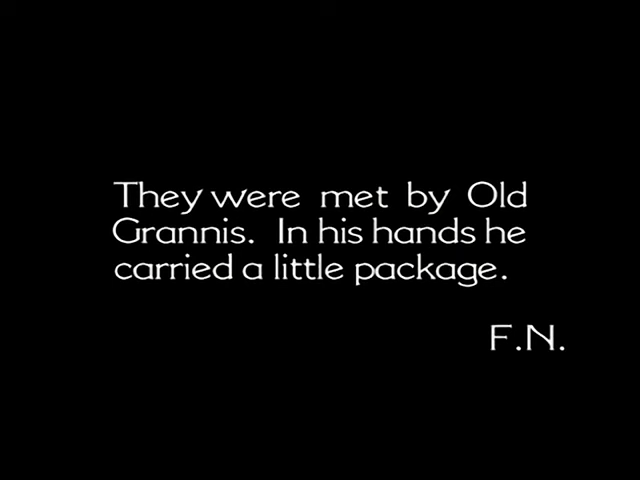 They were met by Old
Grannis. In his hands he
carried a little package.
F.N.